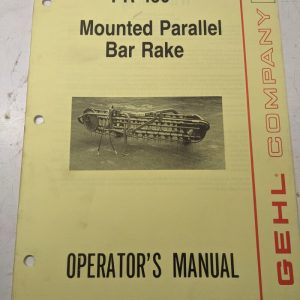 Mounted Parallel
Bar Rake
OPERATOR'S MANUAL
GEHL COMPANY